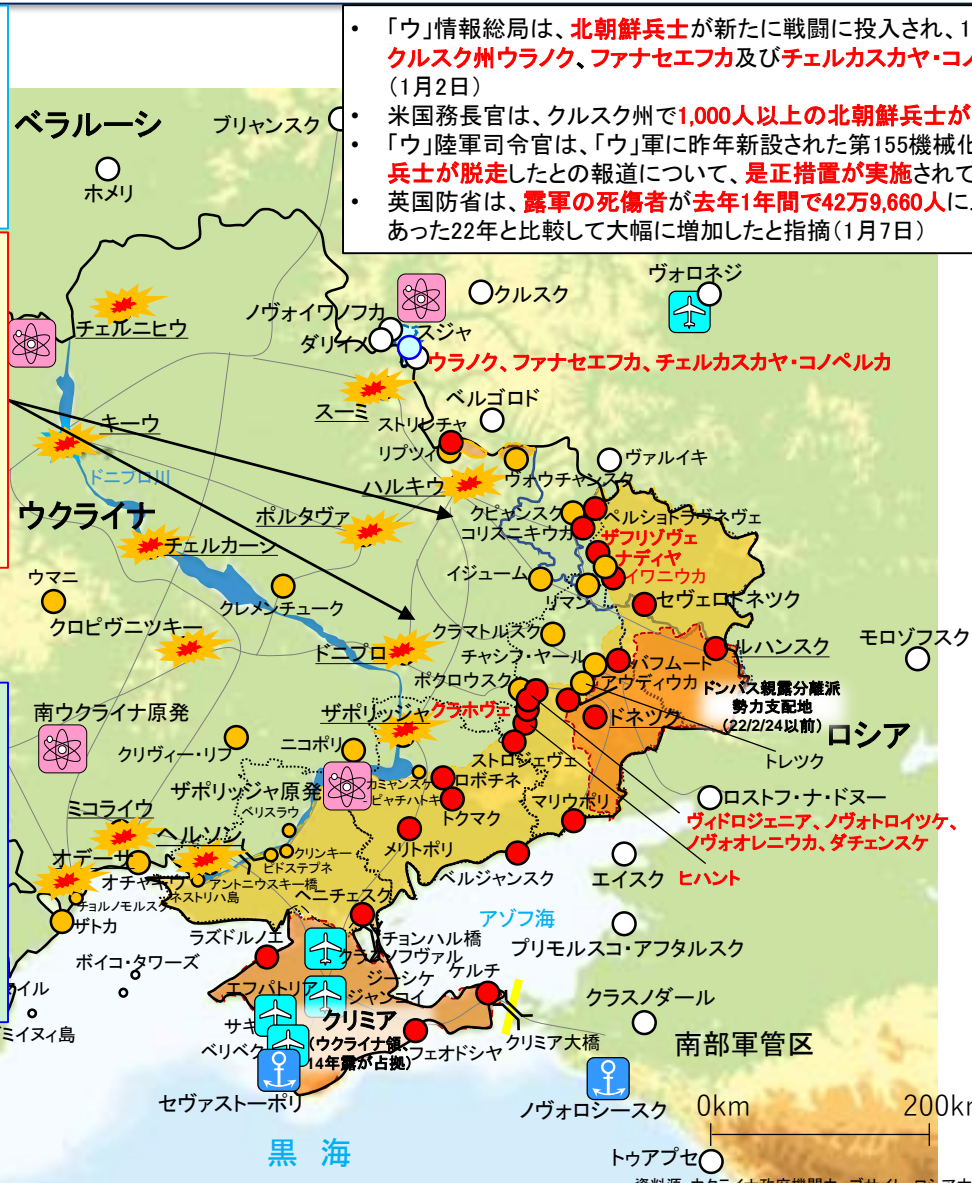 ・ 「ウ」情報総局は、北朝鮮兵士が新たに戦闘に投入され、1
クルスク州ウラノク、ファナセエフカ及びチェルカスカヤ・コノ
(1月2日)
・ 米国務長官は、クルスク州で1,000人以上の北朝鮮兵士が
・ 「ウ」陸軍司令官は、「ウ」軍に昨年新設された第155機械化
兵士が脱走したとの報道について、是正措置が実施されて
・ 英国防省は、露軍の死傷者が去年1年間で42万9,660人に
あった22年と比較して大幅に増加したと指摘(1月7日)
ベラルーシ
ブリャンスク
ホメリ
ヴォロネジ
クルスク
ノヴォイワノフカ
スジャ
ダリイノ
チェルニヒウ
ウラノク、ファナセエフカ、チェルカスカヤ・コノペルカ
スーミ
ベルゴロド
ストリレチャ
キーウ
リプツィ
ヴァルイキ
ドニプロ川
ハルキウ
ヴォウチャンスク
ウクライナ
ポルタヴァ
クピャンスク
ペルショトラヴネヴェ
コリスニキウカ
チェルカーシ
ザフリゾヴェ
ナディヤ
イワニウカ
ウマニ
イジューム
リマン
クレメンチューク
セヴェロドネツク
クロピヴニツキー
クラマトルスク
モロゾフスク
ドニプロ
チャシフ・ヤール
バフムート
ルハンスク
ポクロウスク
アウディウカ
ドンバス親露分離派
勢力支配地
(22/2/24以前)
南ウクライナ原発
ザポリッジャ
クラホヴェ
ドネツク
ロシア
クリヴィー・リフ
ニコポリ
ストロジェヴェ
トレツク
ザポリッジャ原発
カミヤンスケ
ピャチハトキ
ロボチネ
マリウポリ
ロストフ・ナ・ドヌー
ミコライウ
ベリスラウ
トクマク
ヴィドロジェニア、ノヴォトロイツケ、
ノヴォオレニウカ、ダチェンスケ
ヘルソン
メリトポリ
オデーサ
クリンキー
ピドステプネ
ベルジャンスク
エイスク
ヒハント
オチャキウ
アントニウスキー橋
ネストリハ島
チョルノモルスク
ヘニチェスク
ザトカ
アゾフ海
ラズドルノエ
チョンハル橋
プリモルスコ・アフタルスク
クラスノフヴァル
ボイコ・タワーズ
ジーシケ
ケルチ
エフパトリア
ジャンコイ
クラスノダール
イル
ミイヌィ島
サキ
クリミア
(ウクライナ領、
14年露が占拠)
ベリベク
フェオドシヤ
クリミア大橋
南部軍管区
セヴァストーポリ
ノヴォロシースク
0km
200km
黒 海
トゥアプセ